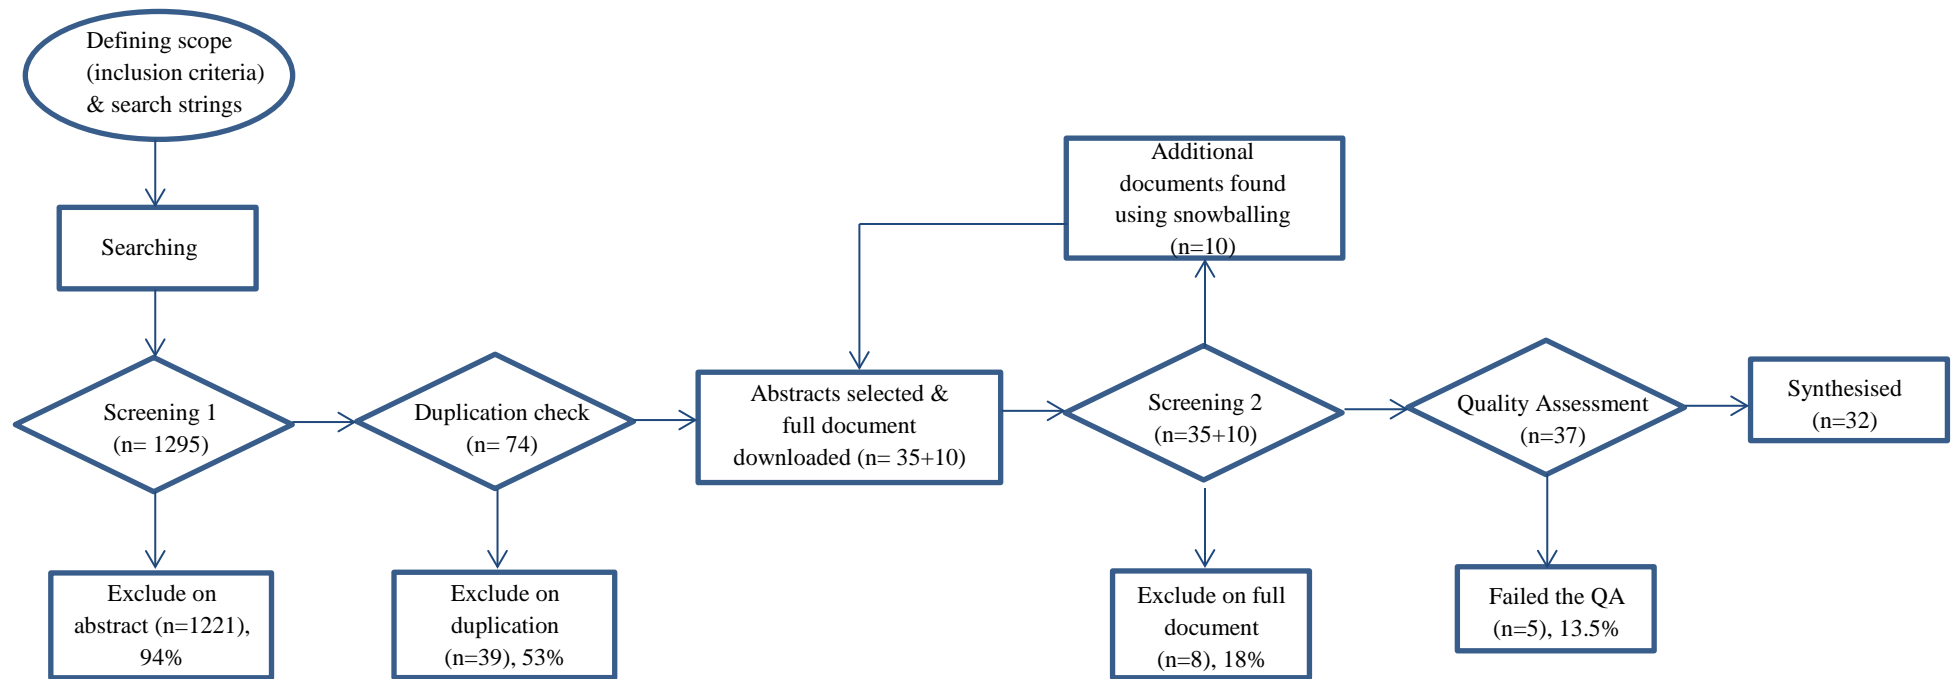 Defining scope
(inclusion criteria)
& search strings
Searching
Screening 1
(n= 1295)
Exclude on
abstract (n=1221),
94%
Duplication check
(n= 74)
Exclude on
duplication
(n=39), 53%
Abstracts selected &
full document
downloaded (n= 35+10)
Additional
documents found
using snowballing
(n=10)
Screening 2
(n=35+10)
Exclude on full
document
(n=8), 18%
Quality Assessment
(n=37)
Failed the QA
(n=5), 13.5%
Synthesised
(n=32)